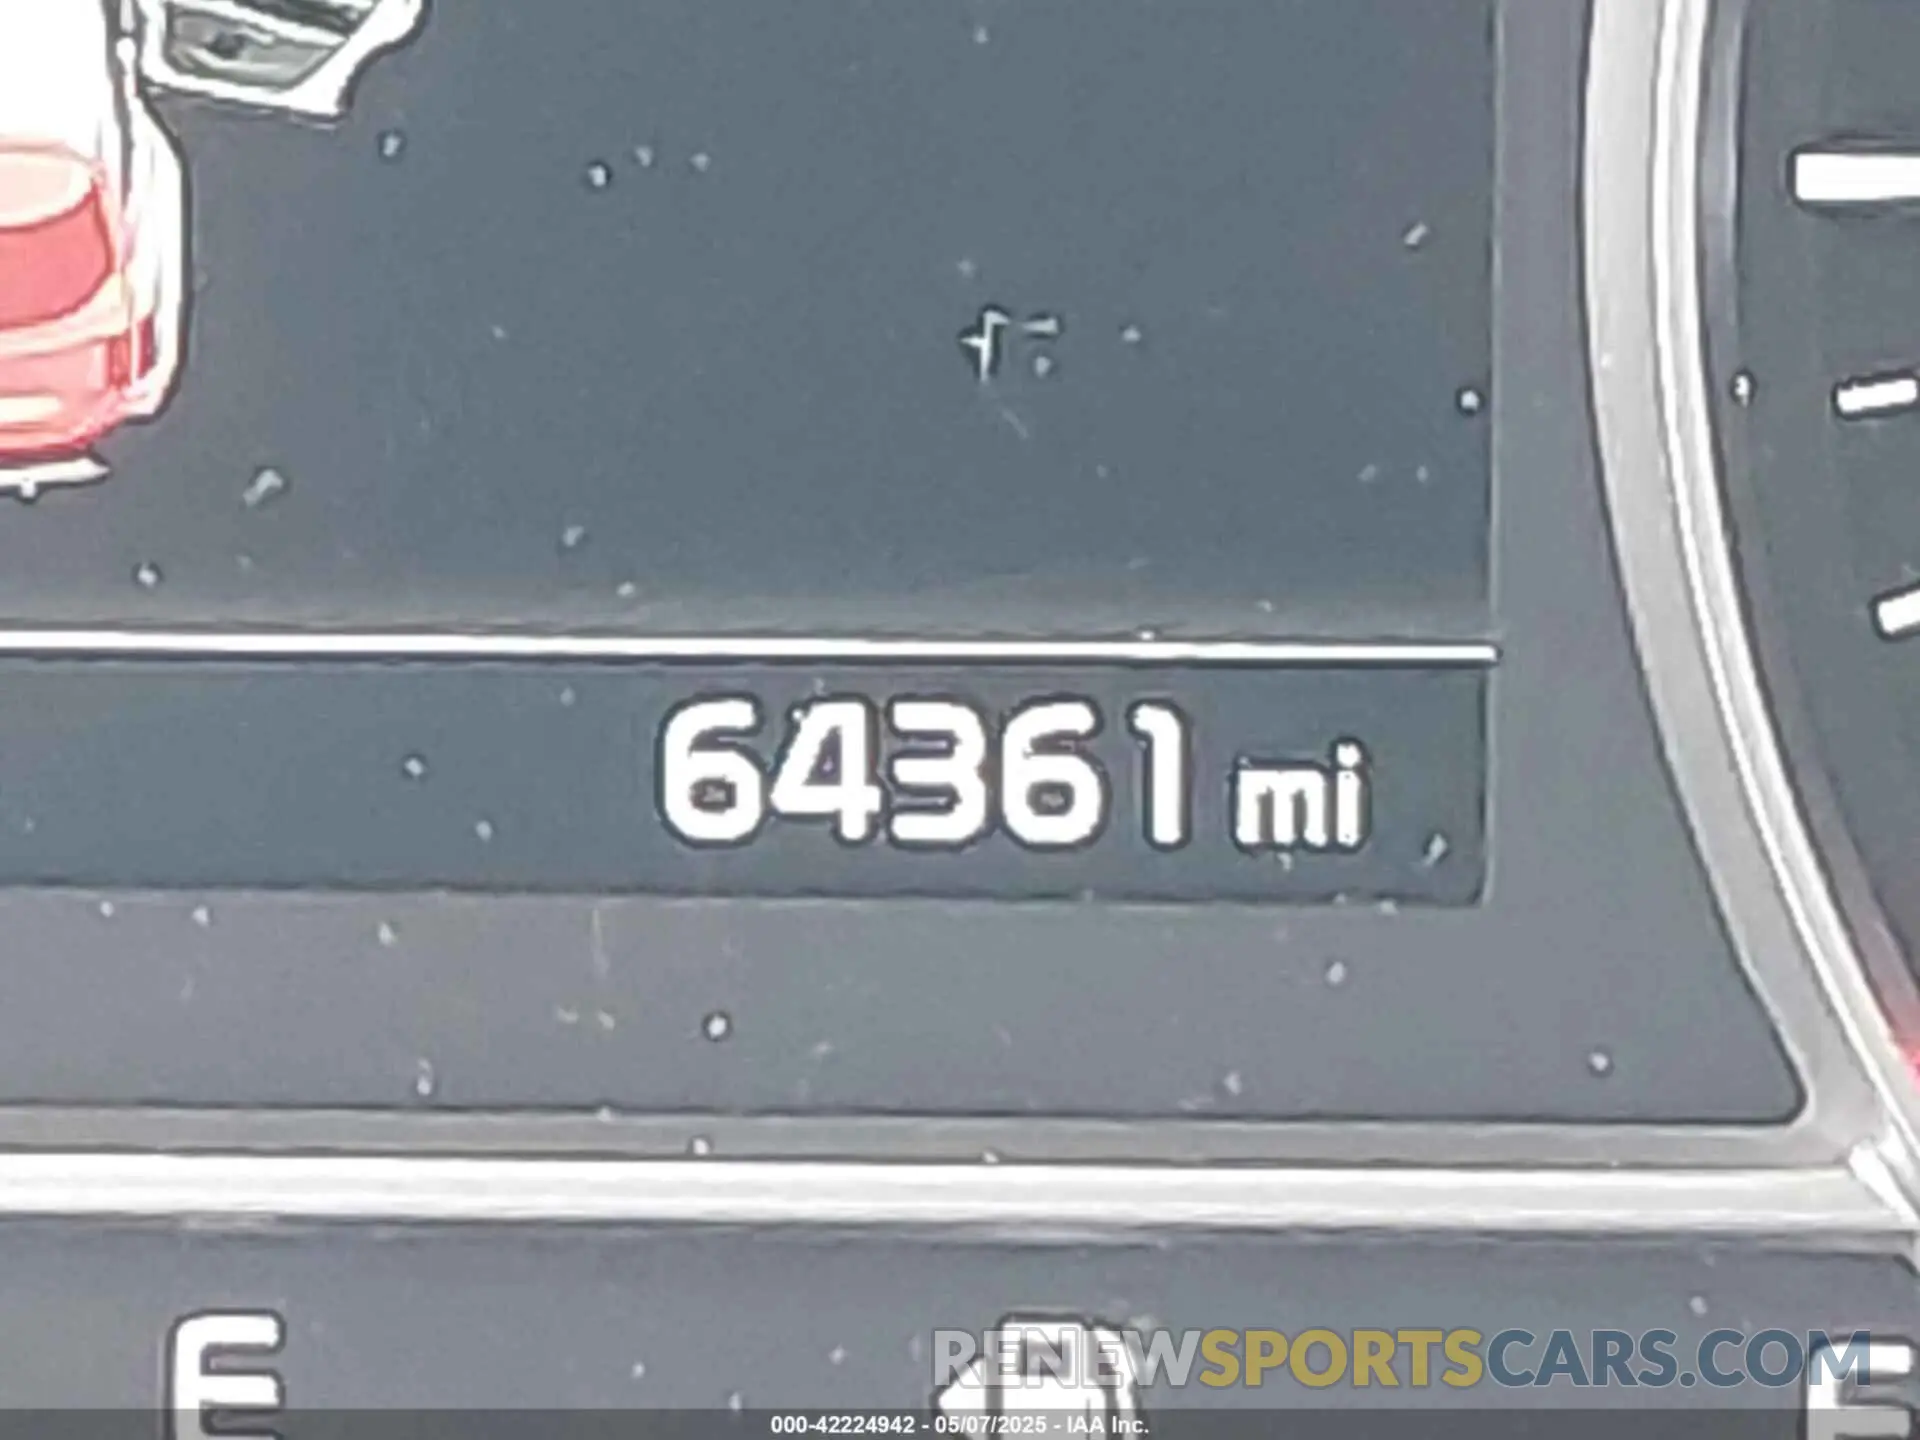 64361 mi
E
F
RENEWSPORTSCARS.COM
000-42224942 - 05/07/2025 - IAA Inc.